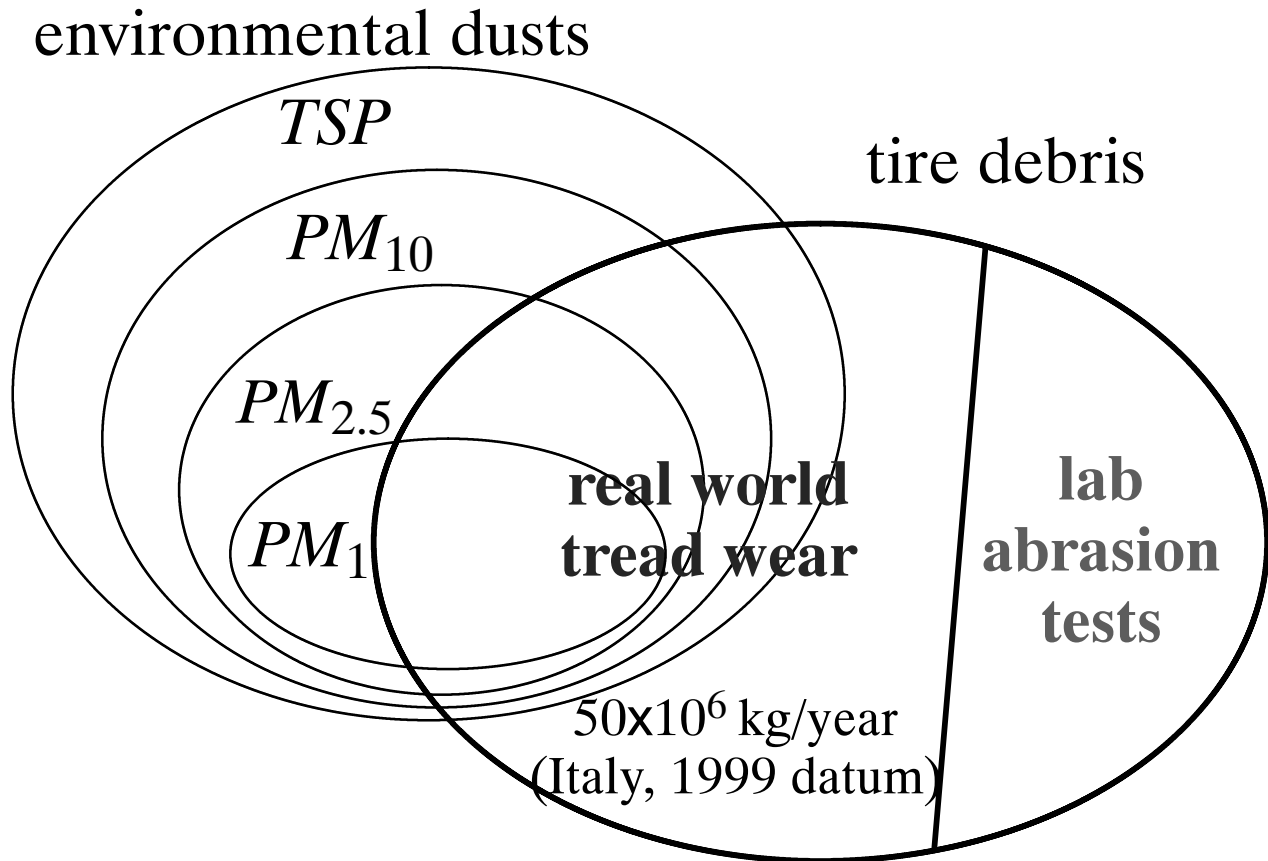 environmental dusts
TSP
tire debris
PM₁₀
PM₂.₅
real world
tread wear
PM₁
lab
abrasion
tests
50x10⁶ kg/year
(Italy, 1999 datum)